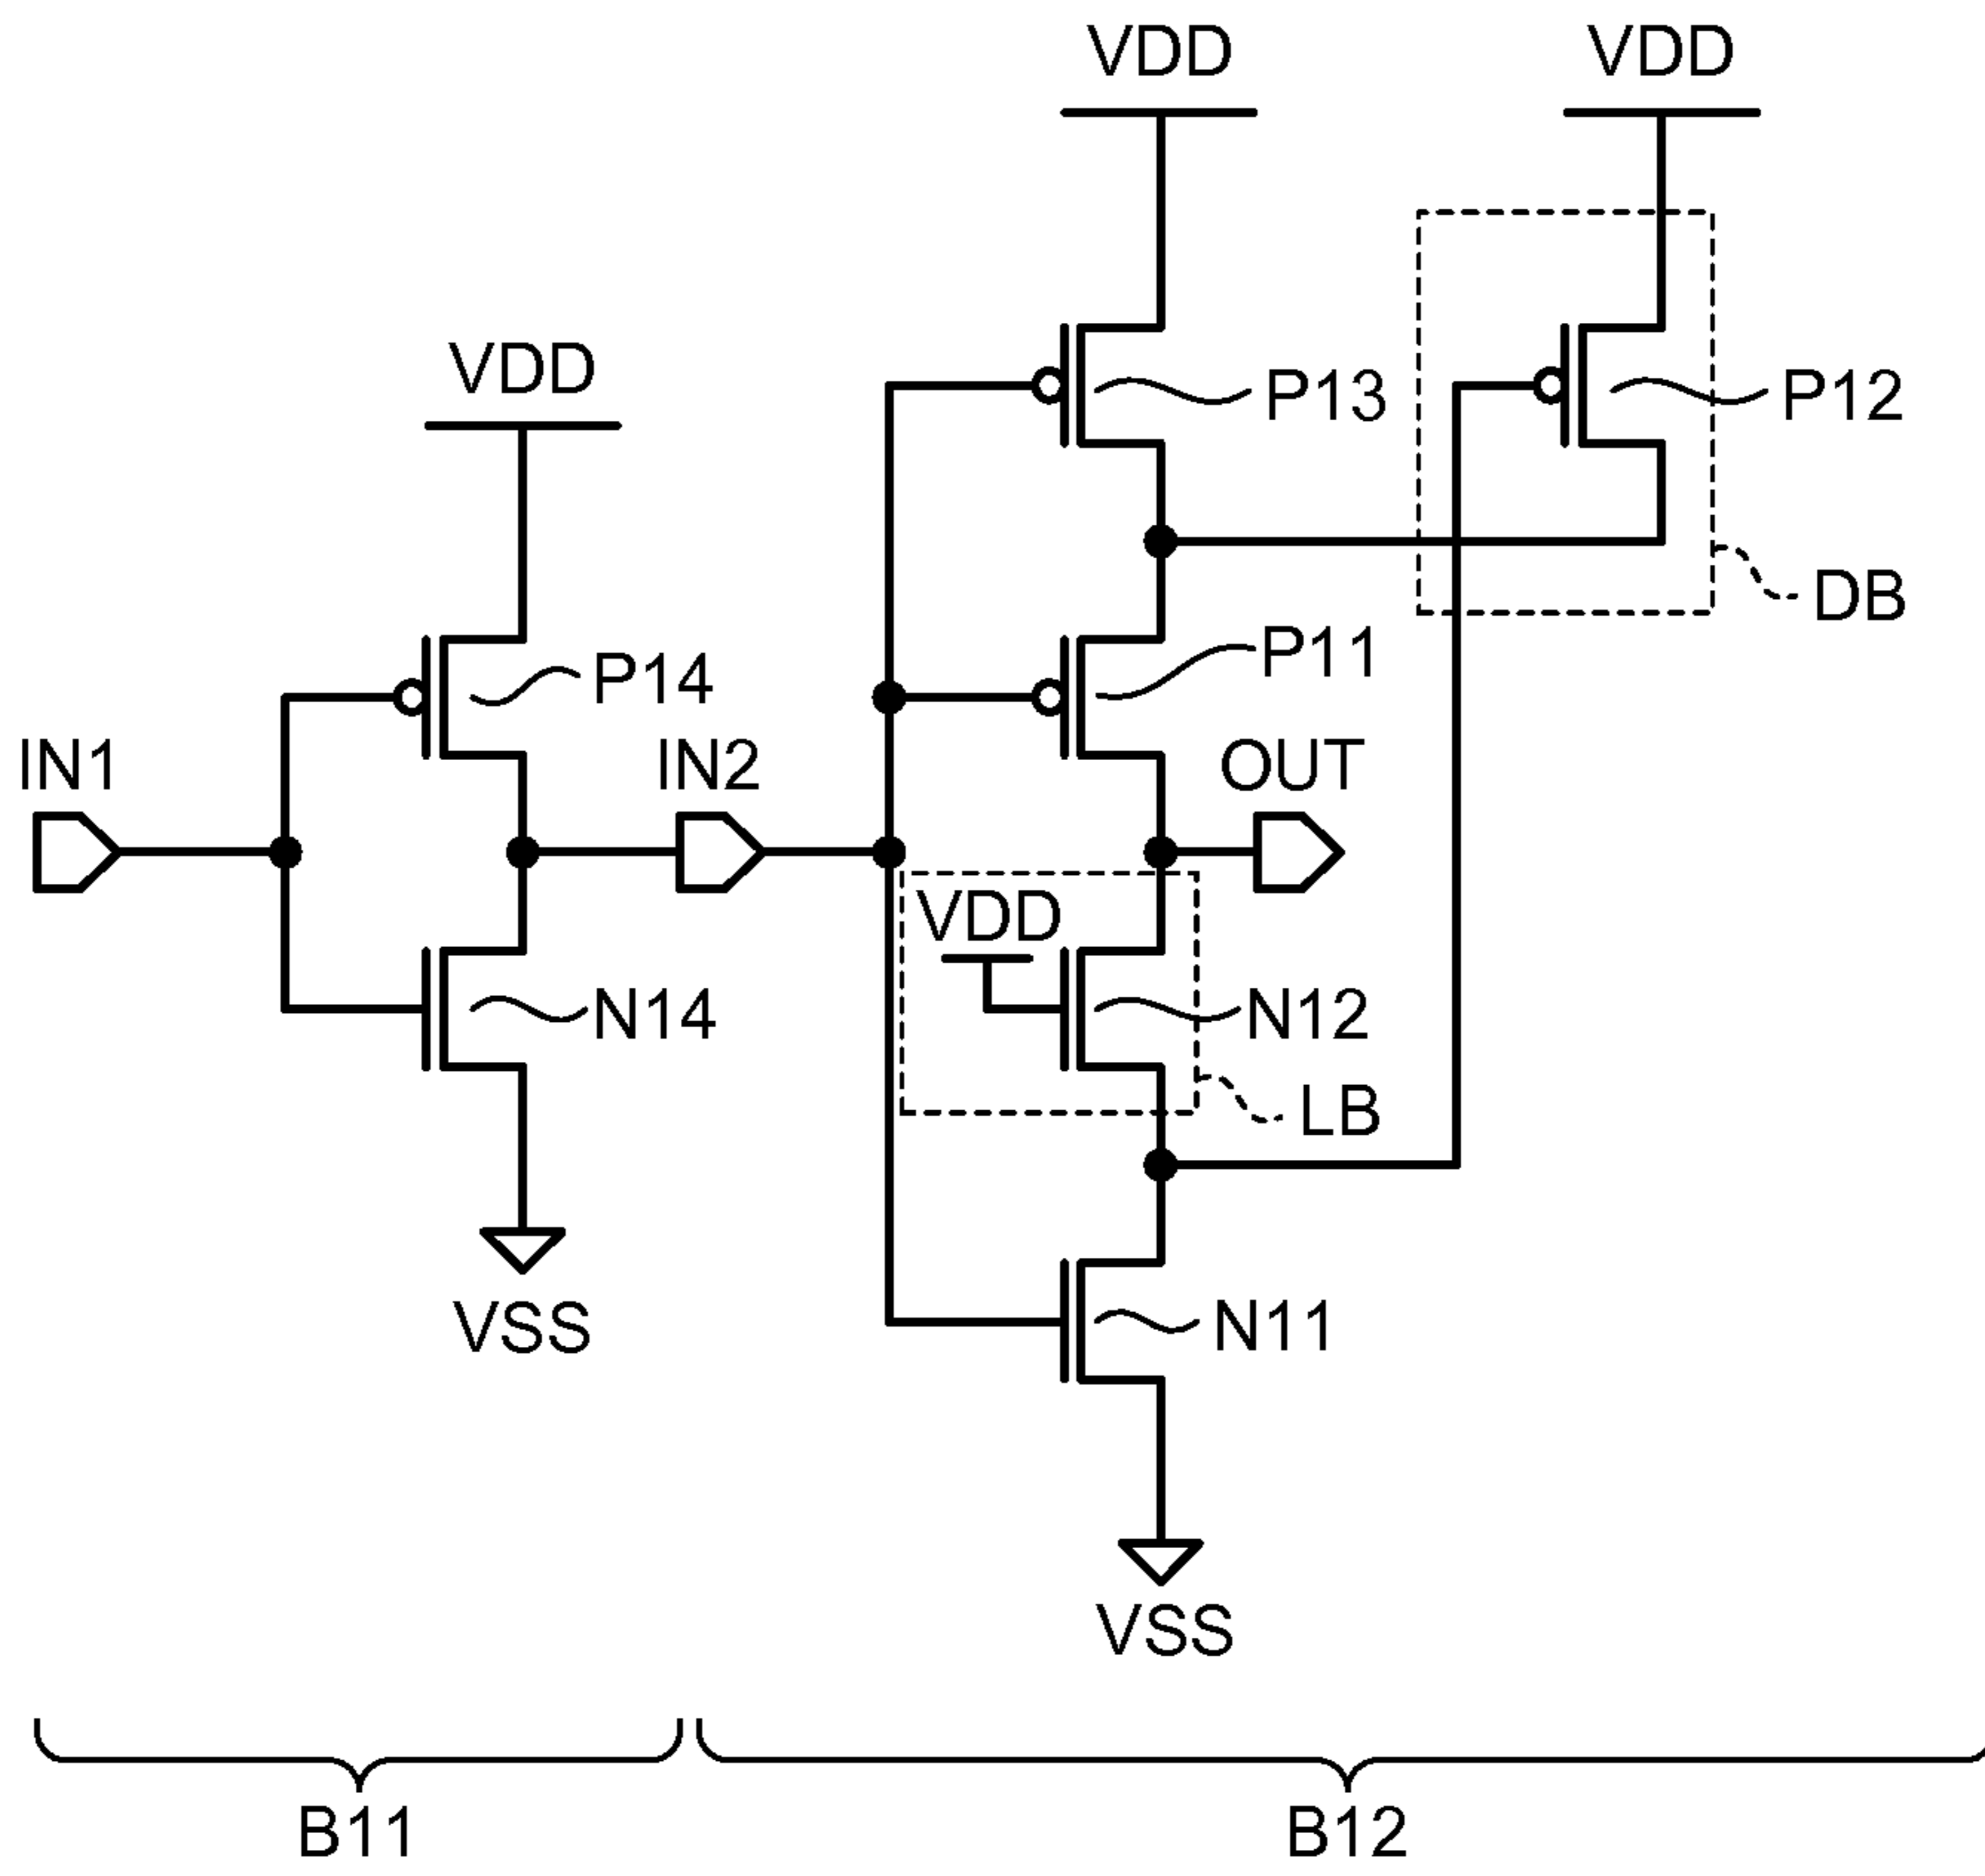 VDD
VDD
VDD
P13
P12
DB
P14
P11
IN1
IN2
OUT
VDD
N14
N12
LB
VSS
N11
VSS
B11
B12